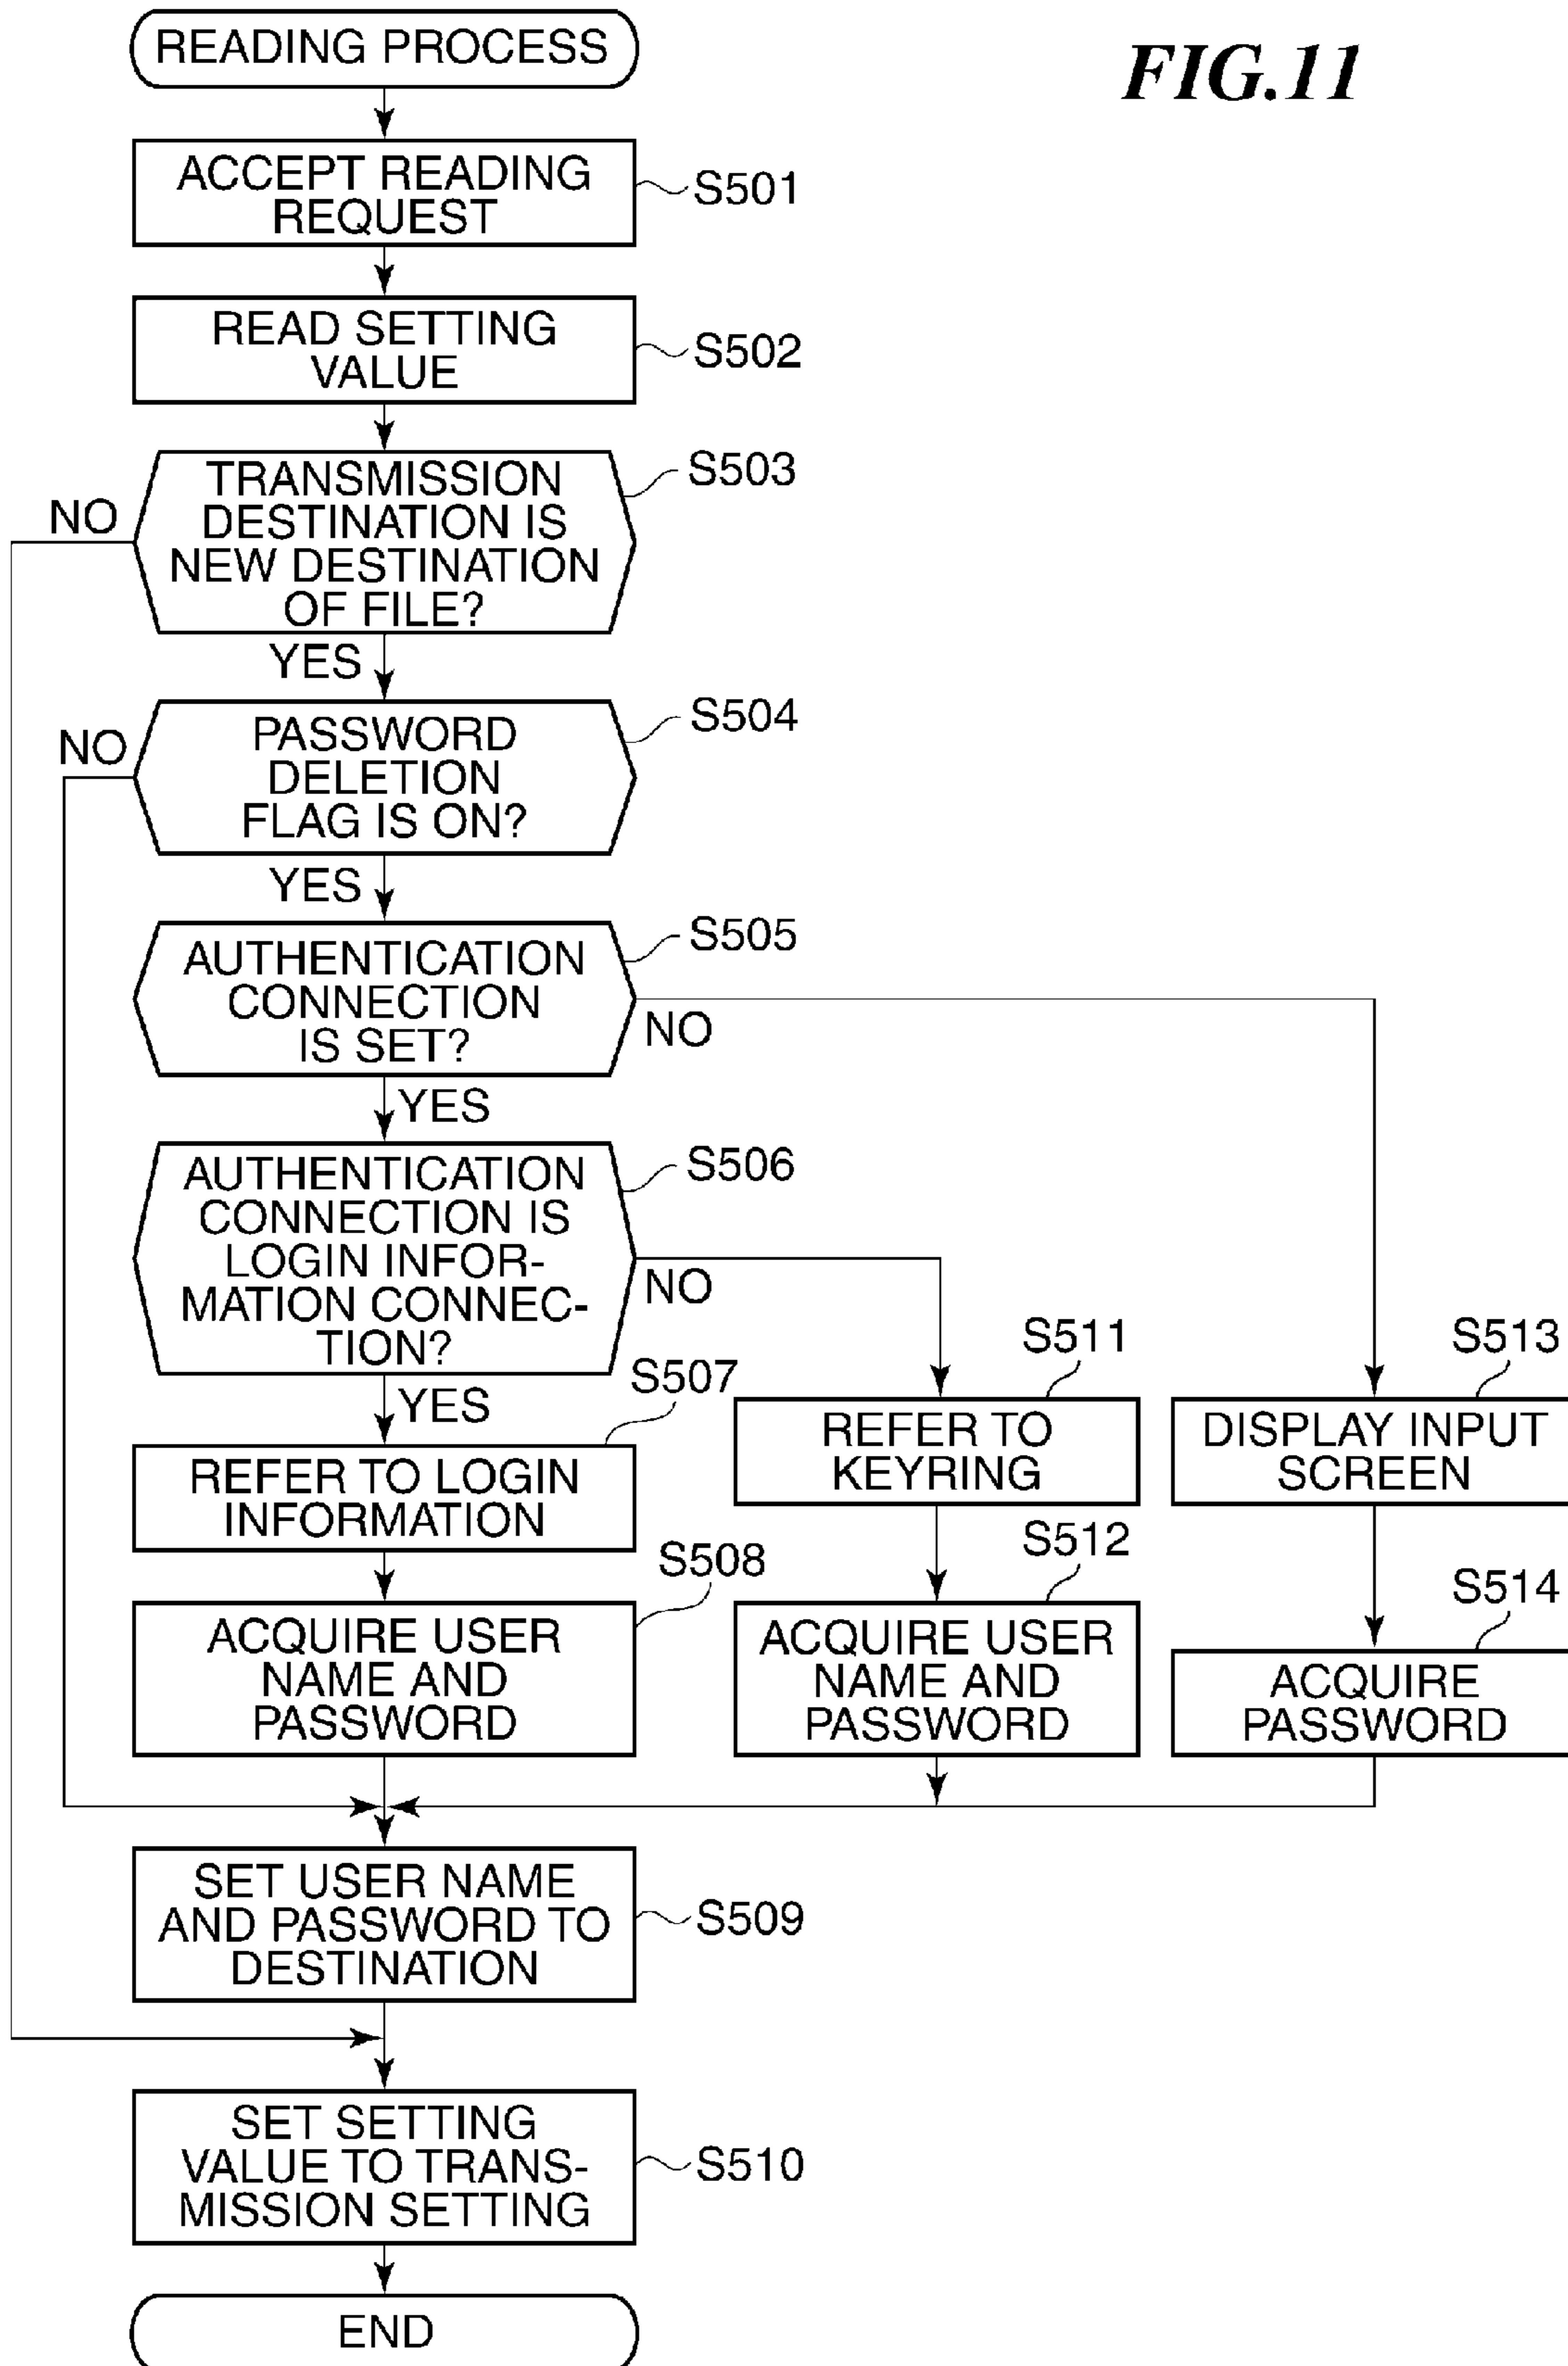 READING PROCESS
FIG.11
ACCEPT READING
REQUEST
S501
READ SETTING
VALUE
S502
TRANSMISSION
DESTINATION IS
NEW DESTINATION
OF FILE?
S503
NO
YES
PASSWORD
DELETION
FLAG IS ON?
S504
NO
YES
AUTHENTICATION
CONNECTION
IS SET?
S505
NO
YES
AUTHENTICATION
CONNECTION IS
LOGIN INFOR-
MATION CONNEC-
TION?
S506
NO
YES
S507
REFER TO LOGIN
INFORMATION
S511
REFER TO
KEYRING
S513
DISPLAY INPUT
SCREEN
S508
ACQUIRE USER
NAME AND
PASSWORD
S512
ACQUIRE USER
NAME AND
PASSWORD
S514
ACQUIRE
PASSWORD
SET USER NAME
AND PASSWORD TO
DESTINATION
S509
SET SETTING
VALUE TO TRANS-
MISSION SETTING
S510
END